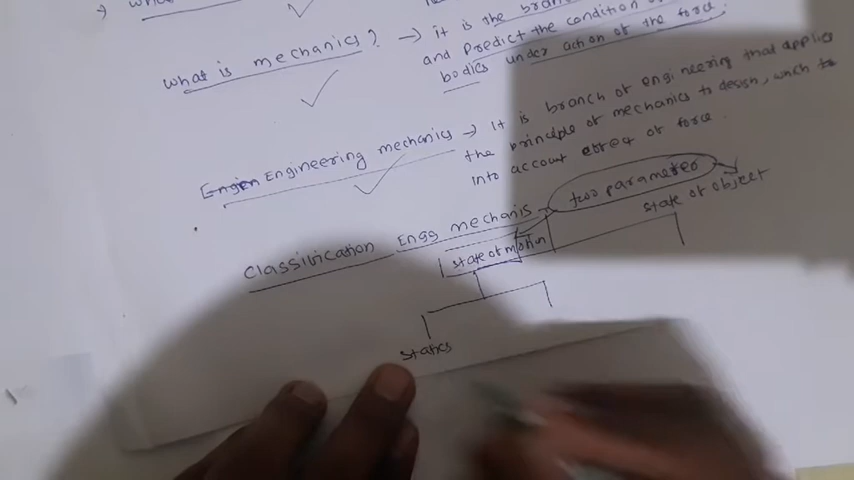 what is mechanics? → it is the branch
and Predict the condition of
bodies under action of the force
Engineering mechanics → It is branch of engineering that applies
the principle of mechanics to design, which
into account effect of force.
Classification Engg mechanis → two parameter
state of motion
state of object
statics